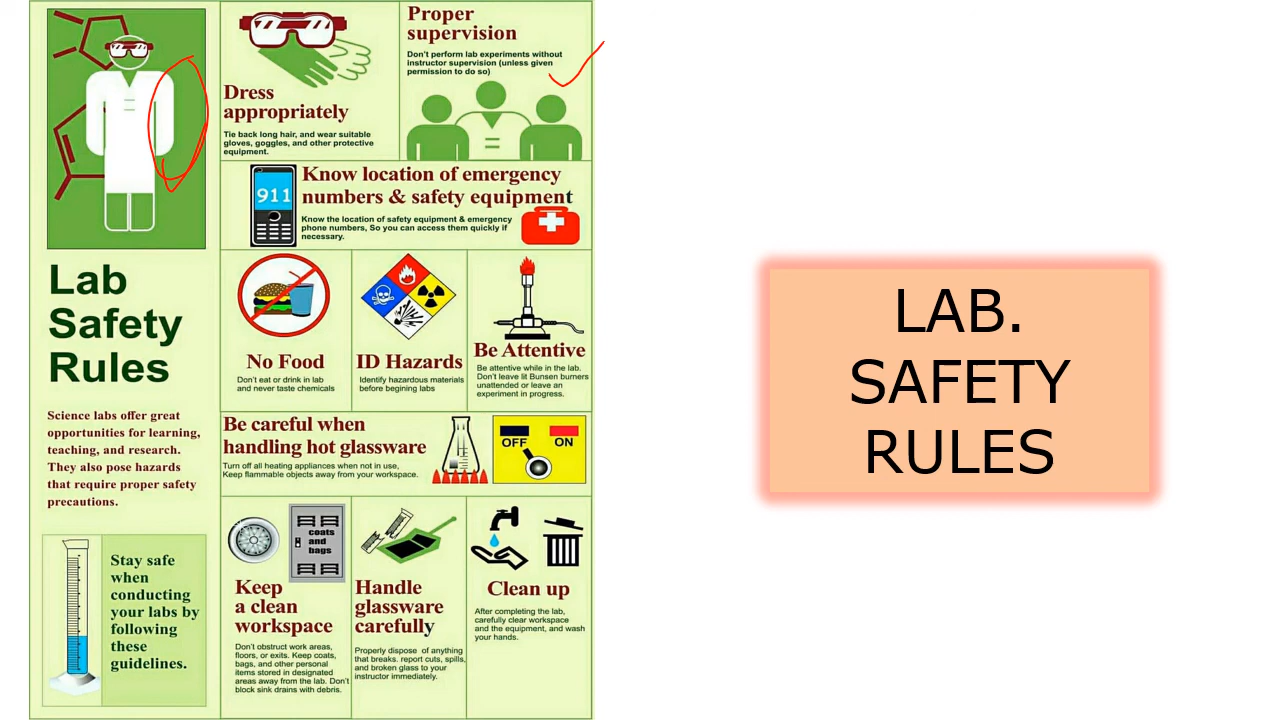 Lab
Safety
Rules
Science labs offer great
opportunities for learning,
teaching, and research.
They also pose hazards
that require proper safety
precautions.
Stay safe
when
conducting
your labs by
following
these
guidelines.
Dress
appropriately
Tie back long hair, and wear suitable
gloves, goggles, and other protective
equipment.
Proper
supervision
Don't perform lab experiments without
instructor supervision (unless given
permission to do so)
911
Know location of emergency
numbers & safety equipment
Know the location of safety equipment & emergency
phone numbers, So you can access them quickly if
necessary.
No Food
Don't eat or drink in lab
and never taste chemicals
ID Hazards
Identify hazardous materials
before begining labs
Be Attentive
Be attentive while in the lab.
Don't leave lit Bunsen burners
unattended or leave an
experiment in progress.
Be careful when
handling hot glassware
Turn off all heating appliances when not in use,
Keep flammable objects away from your workspace.
OFF
ON
coats
and
bags
Keep
a clean
workspace
Don't obstruct work areas,
floors, or exits. Keep coats,
bags, and other personal
items stored in designated
areas away from the lab. Don't
block sink drains with debris.
Handle
glassware
carefully
Properly dispose of anything
that breaks. report cuts, spills,
and broken glass to your
instructor immediately.
Clean up
After completing the lab,
carefully clear workspace
and the equipment, and wash
your hands.
LAB.
SAFETY
RULES